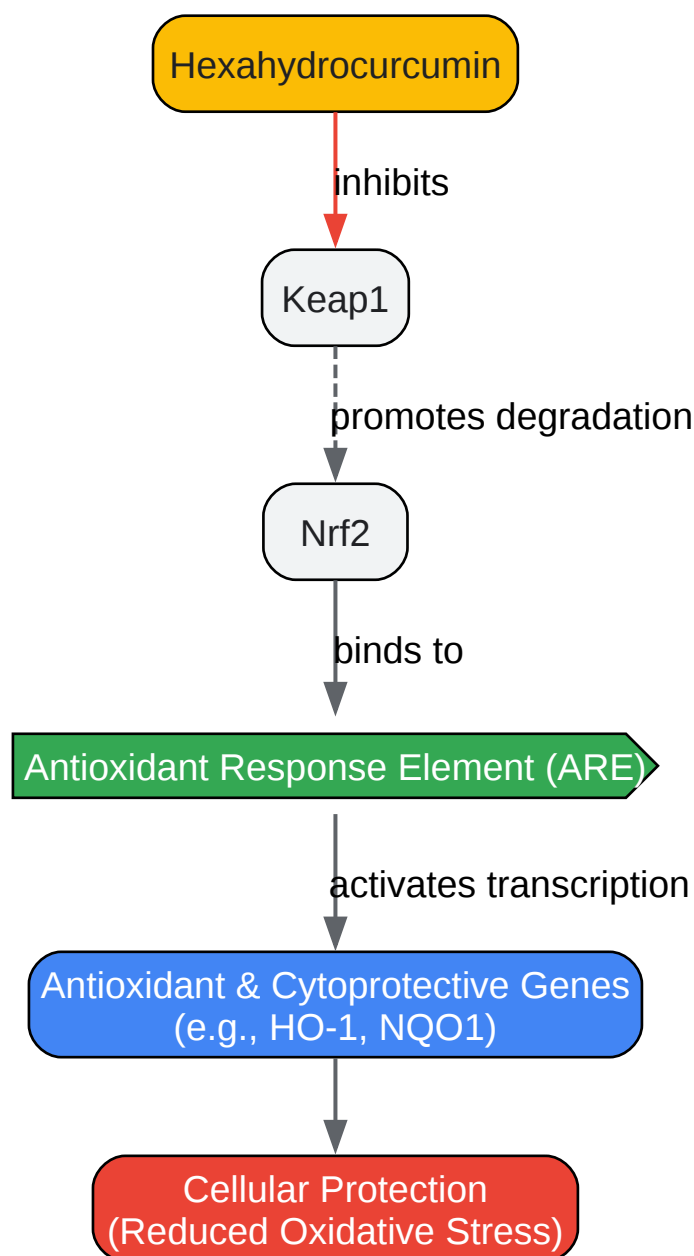 Hexahydrocurcumin
inhibits
Keap1
promotes degradation
Nrf2
binds to
Antioxidant Response Element (ARE)
activates transcription
Antioxidant & Cytoprotective Genes
(e.g., HO-1, NQO1)
Cellular Protection
(Reduced Oxidative Stress)